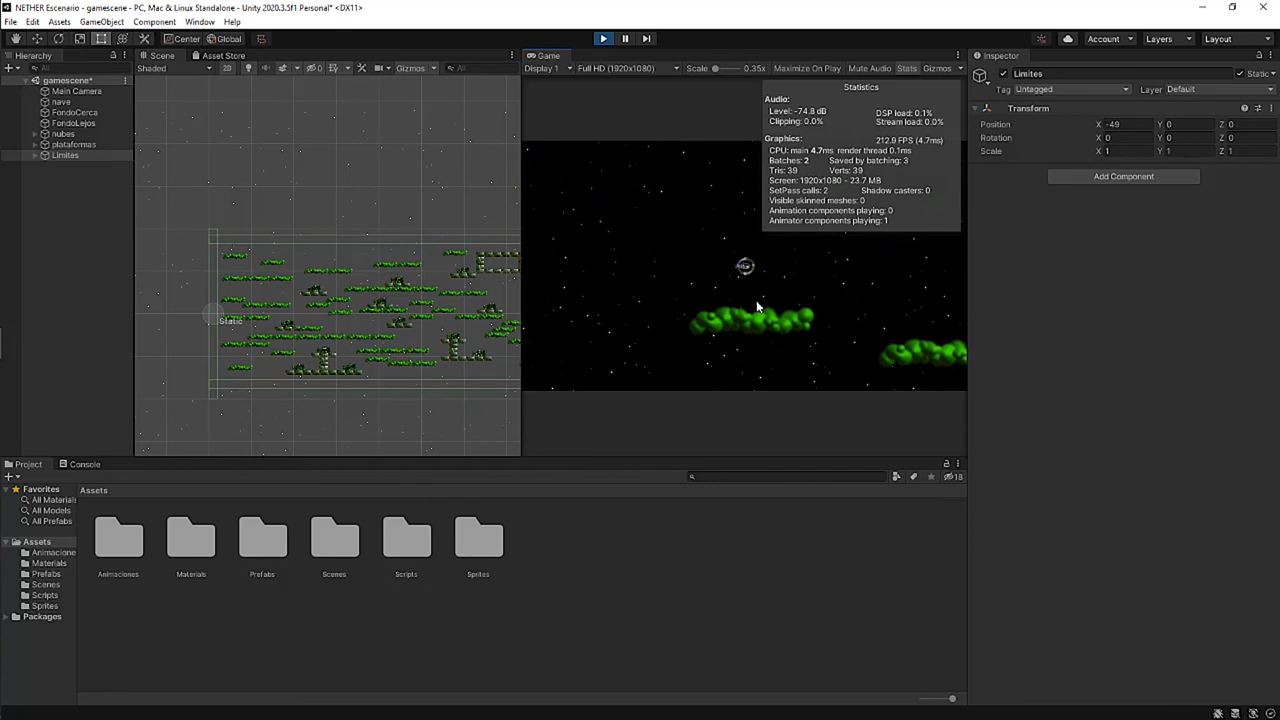 NETHER Escenario - gamescene - PC, Mac & Linux Standalone - Unity 2020.3.5f1 Personal* <DX11>
File Edit Assets GameObject Component Window Help
Center Global Account Layers Layout
Hierarchy
Scene Asset Store
Game
Inspector
All
Shaded 2D 0 Gizmos All
Display 1 Full HD (1920x1080) Scale 0.35x Maximize On Play Mute Audio Stats Gizmos
gamescene*
Main Camera
nave
FondoCerca
FondoLejos
nubes
plataformas
Limites
Static
Statistics
Audio:
Level: -74.8 dB DSP load: 0.1%
Clipping: 0.0% Stream load: 0.0%
Graphics: 212.9 FPS (4.7ms)
CPU: main 4.7ms render thread 0.1ms
Batches: 2 Saved by batching: 3
Tris: 39 Verts: 39
Screen: 1920x1080 - 23.7 MB
SetPass calls: 2 Shadow casters: 0
Visible skinned meshes: 0
Animation components playing: 0
Animator components playing: 1
Limites Static
Tag Untagged Layer Default
Transform
Position X -49 Y 0 Z 0
Rotation X 0 Y 0 Z 0
Scale X 1 Y 1 Z 1
Add Component
Project Console
18
Favorites
All Material
All Models
All Prefabs
Assets
Animacione
Materials
Prefabs
Scenes
Scripts
Sprites
Packages
Assets
Animaciones Materials Prefabs Scenes Scripts Sprites